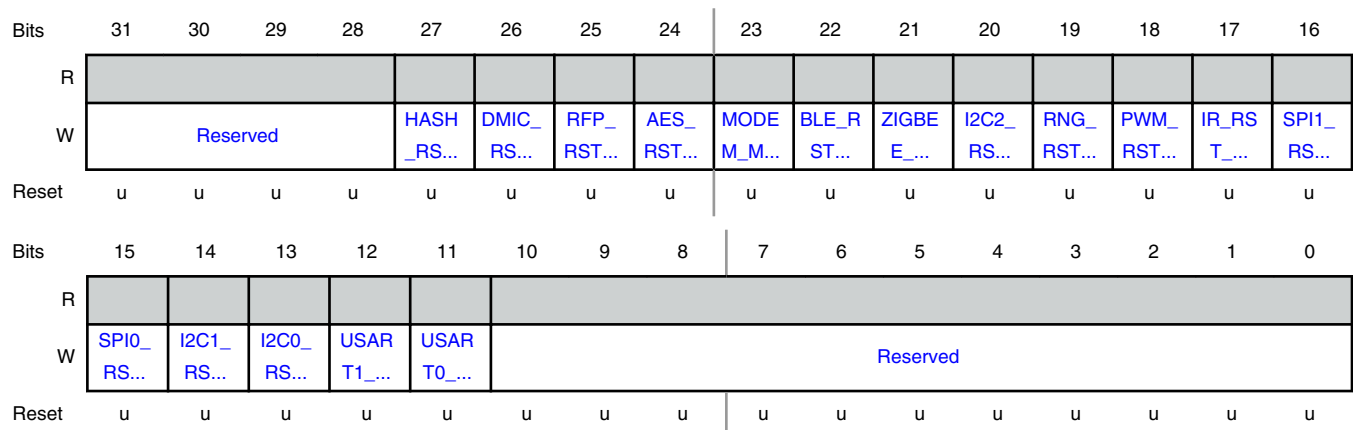 Bits 31 30 29 28 27 26 25 24 23 22 21 20 19 18 17 16
R
W Reserved HASH _RS... DMIC_ RS... RFP_ RST... AES_ RST... MODE M_M... BLE_R ST... ZIGBE E_... I2C2_ RS... RNG_ RST... PWM_ RST... IR_RS T_... SPI1_ RS...
Reset u u u u u u u u u u u u u u u u
Bits 15 14 13 12 11 10 9 8 7 6 5 4 3 2 1 0
R
W SPI0_ RS... I2C1_ RS... I2C0_ RS... USAR T1_... USAR T0_... Reserved
Reset u u u u u u u u u u u u u u u u